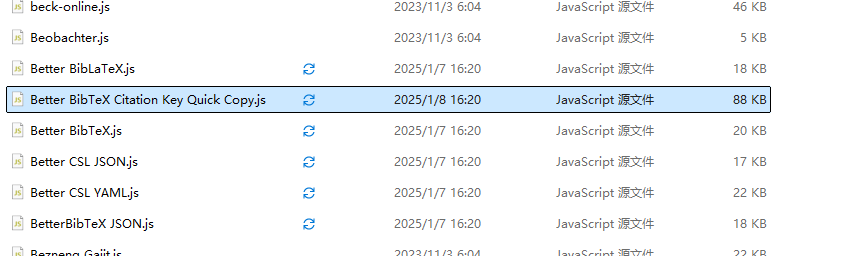 beck-online.js 2023/11/3 6:04 JavaScript 源文件 46 KB
Beobachter.js 2023/11/3 6:04 JavaScript 源文件 5 KB
Better BibLaTeX.js 2025/1/7 16:20 JavaScript 源文件 18 KB
Better BibTeX Citation Key Quick Copy.js 2025/1/8 16:20 JavaScript 源文件 88 KB
Better BibTeX.js 2025/1/7 16:20 JavaScript 源文件 20 KB
Better CSL JSON.js 2025/1/7 16:20 JavaScript 源文件 17 KB
Better CSL YAML.js 2025/1/7 16:20 JavaScript 源文件 22 KB
BetterBibTeX JSON.js 2025/1/7 16:20 JavaScript 源文件 18 KB
Bezneng Gajit.js 2023/11/3 6:04 JavaScript 源文件 22 KB